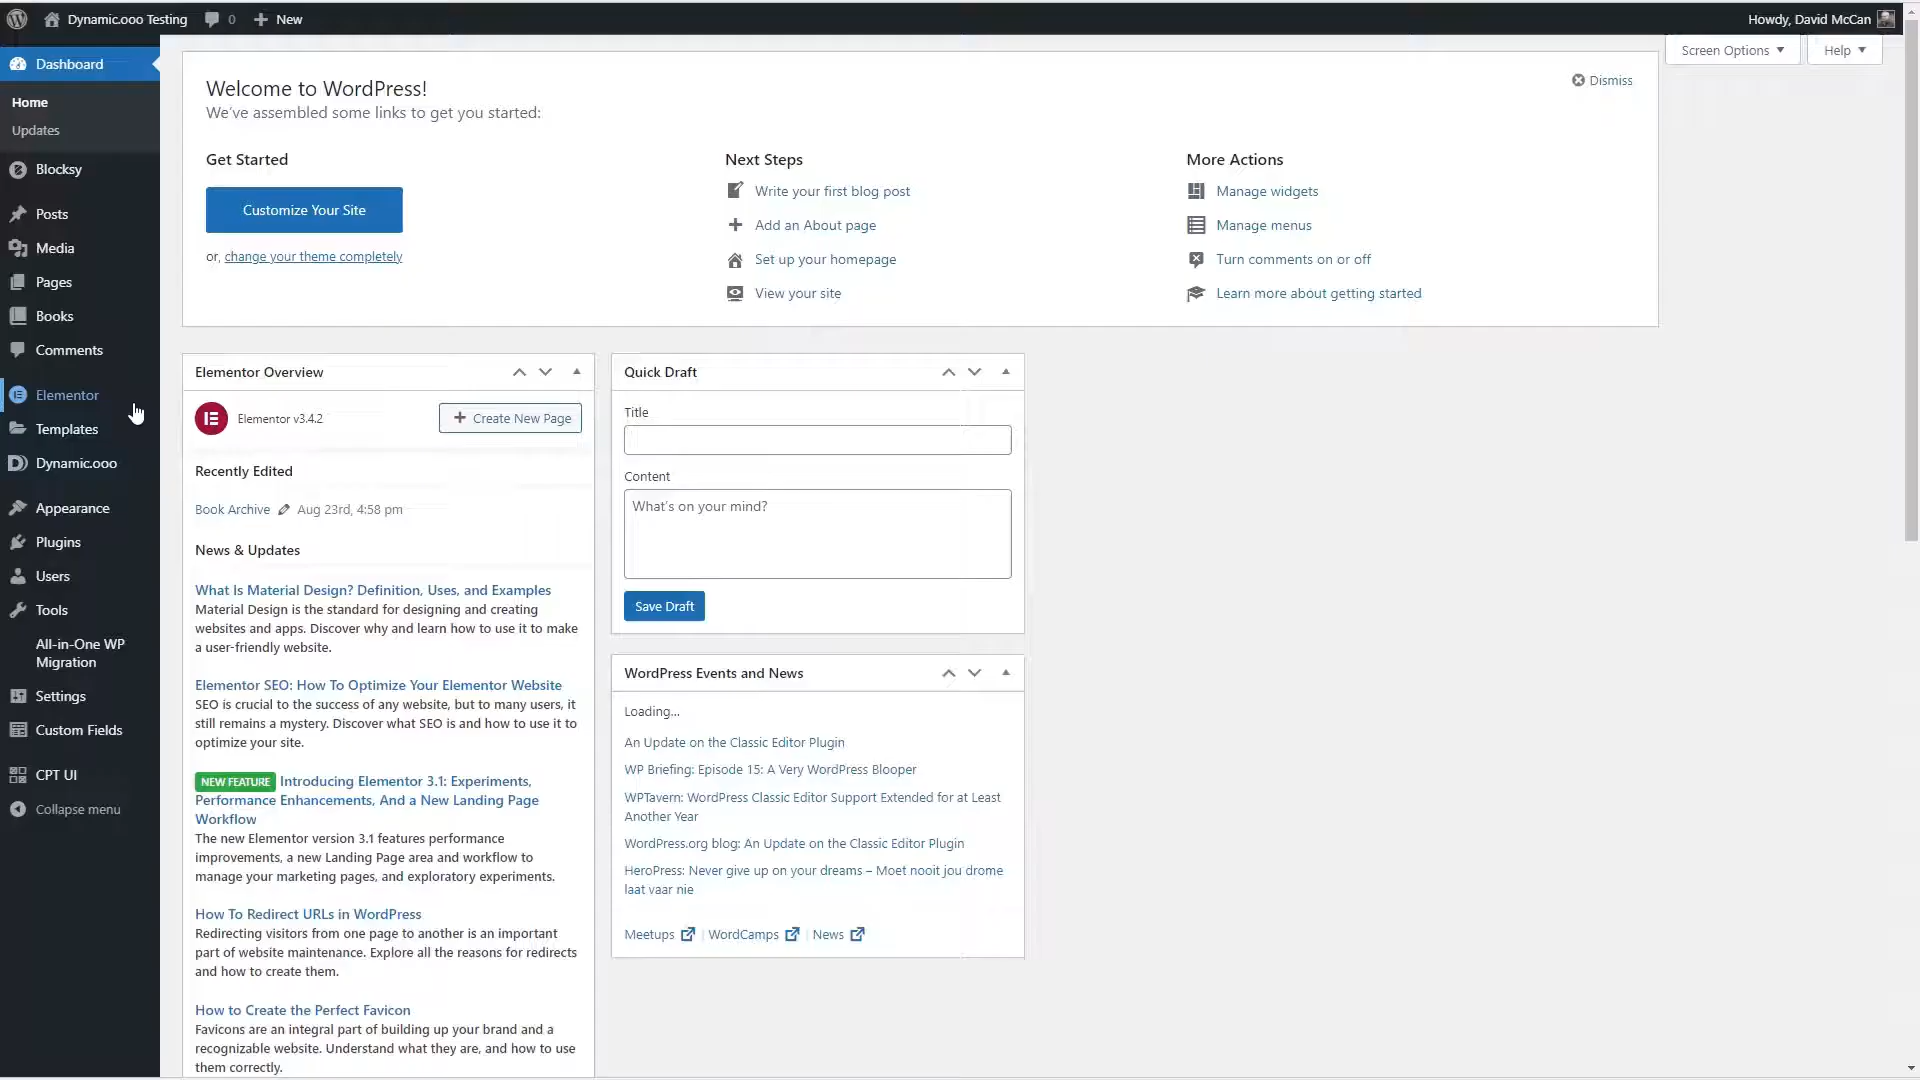 Dynamic.ooo Testing 0 New Howdy, David McCan
Screen Options Help
Dashboard
Home
Updates
Blocksy
Posts
Media
Pages
Books
Comments
Elementor
Templates
Dynamic.ooo
Appearance
Plugins
Users
Tools
All-in-One WP
Migration
Settings
Custom Fields
CPT UI
Collapse menu
Welcome to WordPress!
Dismiss
We've assembled some links to get you started:
Get Started
Customize Your Site
or, change your theme completely
Next Steps
Write your first blog post
Add an About page
Set up your homepage
View your site
More Actions
Manage widgets
Manage menus
Turn comments on or off
Learn more about getting started
Elementor Overview
Elementor v3.4.2
Create New Page
Recently Edited
Book Archive Aug 23rd, 4:58 pm
News & Updates
What Is Material Design? Definition, Uses, and Examples
Material Design is the standard for designing and creating
websites and apps. Discover why and learn how to use it to make
a user-friendly website.
Elementor SEO: How To Optimize Your Elementor Website
SEO is crucial to the success of any website, but to many users, it
still remains a mystery. Discover what SEO is and how to use it to
optimize your site.
NEW FEATURE Introducing Elementor 3.1: Experiments,
Performance Enhancements, And a New Landing Page
Workflow
The new Elementor version 3.1 features performance
improvements, a new Landing Page area and workflow to
manage your marketing pages, and exploratory experiments.
How To Redirect URLs in WordPress
Redirecting visitors from one page to another is an important
part of website maintenance. Explore all the reasons for redirects
and how to create them.
How to Create the Perfect Favicon
Favicons are an integral part of building up your brand and a
recognizable website. Understand what they are, and how to use
them correctly.
Quick Draft
Title
Content
What's on your mind?
Save Draft
WordPress Events and News
Loading...
An Update on the Classic Editor Plugin
WP Briefing: Episode 15: A Very WordPress Blooper
WPTavern: WordPress Classic Editor Support Extended for at Least
Another Year
WordPress.org blog: An Update on the Classic Editor Plugin
HeroPress: Never give up on your dreams – Moet nooit jou drome
laat vaar nie
Meetups | WordCamps | News